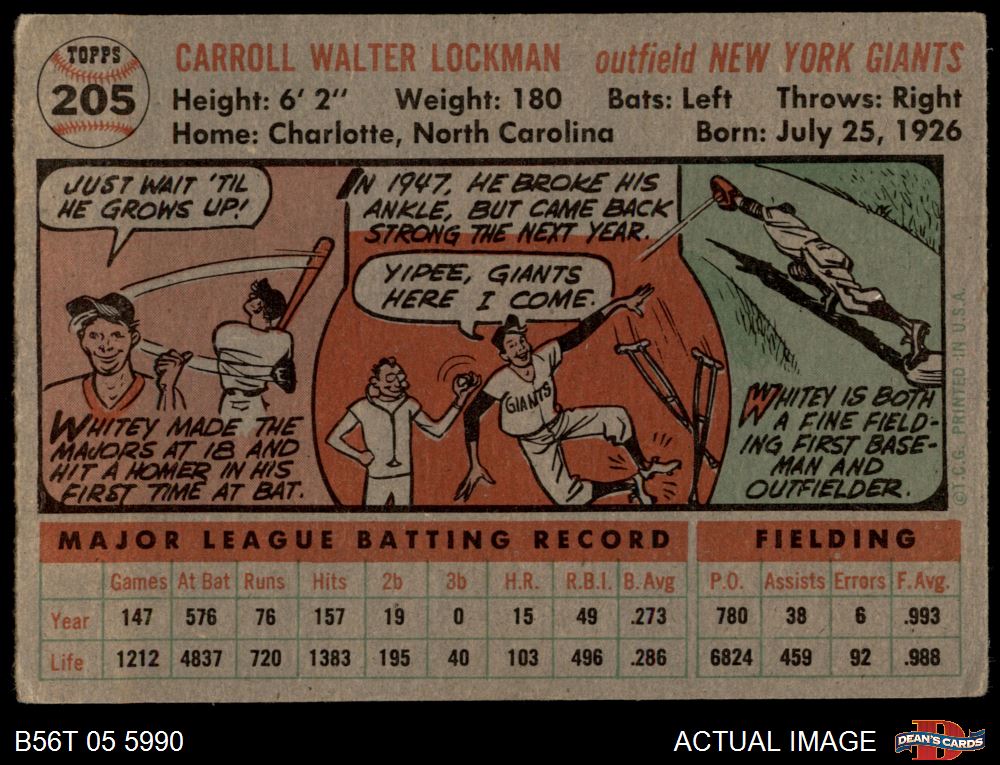 TOPPS
205
CARROLL WALTER LOCKMAN outfield NEW YORK GIANTS
Height: 6' 2" Weight: 180 Bats: Left Throws: Right
Home: Charlotte, North Carolina Born: July 25, 1926
JUST WAIT 'TIL
HE GROWS UP!
WHITEY MADE THE
MAJORS AT 18 AND
HIT A HOMER IN HIS
FIRST TIME AT BAT.
IN 1947, HE BROKE HIS
ANKLE, BUT CAME BACK
STRONG THE NEXT YEAR.
YIPEE, GIANTS
HERE I COME.
GIANTS
WHITEY IS BOTH
A FINE FIELD-
ING FIRST BASE-
MAN AND
OUTFIELDER.
©T.C.G. PRINTED IN U.S.A.
MAJOR LEAGUE BATTING RECORD FIELDING
Games At Bat Runs Hits 2b 3b H.R. R.B.I. B. Avg P.O. Assists Errors F. Avg.
Year 147 576 76 157 19 0 15 49 .273 780 38 6 .993
Life 1212 4837 720 1383 195 40 103 496 .286 6824 459 92 .988
B56T 05 5990 ACTUAL IMAGE DEAN'S CARDS